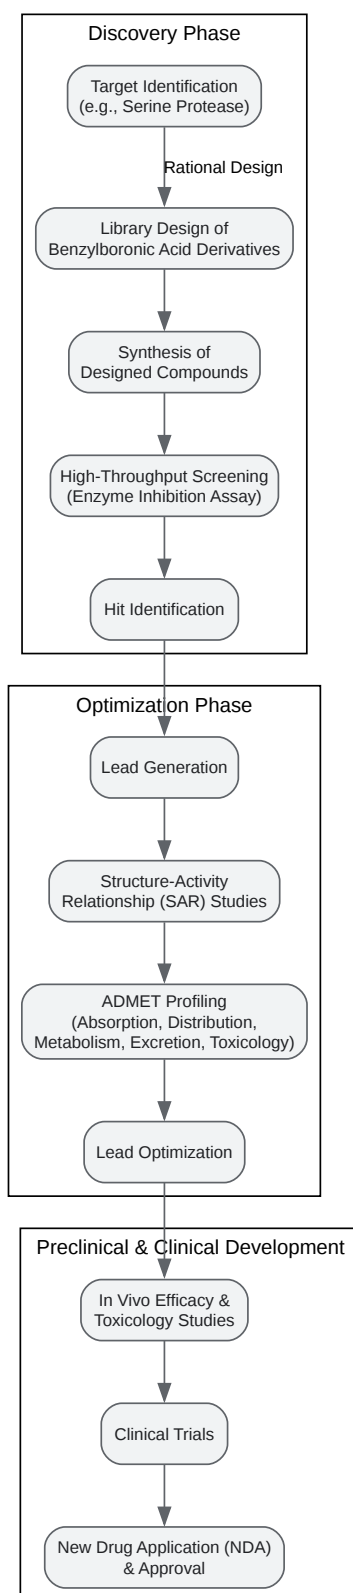 Discovery Phase
Target Identification
(e.g., Serine Protease)
Rational Design
Library Design of
Benzylboronic Acid Derivatives
Synthesis of
Designed Compounds
High-Throughput Screening
(Enzyme Inhibition Assay)
Hit Identification
Optimization Phase
Lead Generation
Structure-Activity
Relationship (SAR) Studies
ADMET Profiling
(Absorption, Distribution,
Metabolism, Excretion, Toxicology)
Lead Optimization
Preclinical & Clinical Development
In Vivo Efficacy &
Toxicology Studies
Clinical Trials
New Drug Application (NDA)
& Approval